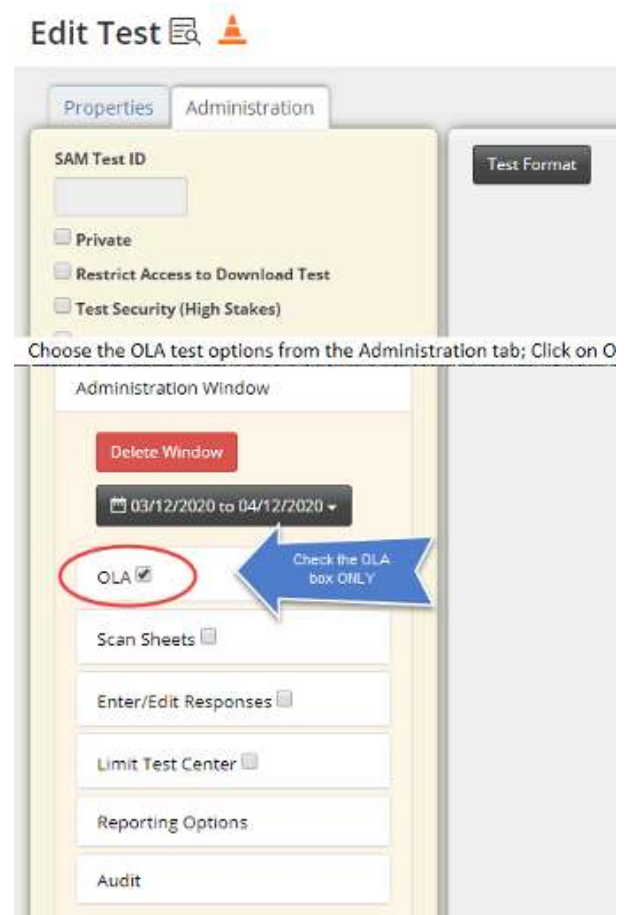 Edit Test
Properties Administration
SAM Test ID
Test Format
Private
Restrict Access to Download Test
Test Security (High Stakes)
Choose the OLA test options from the Administration tab; Click on O
Administration Window
Delete Window
03/12/2020 to 04/12/2020
OLA
Check the OLA
box ONLY
Scan Sheets
Enter/Edit Responses
Limit Test Center
Reporting Options
Audit